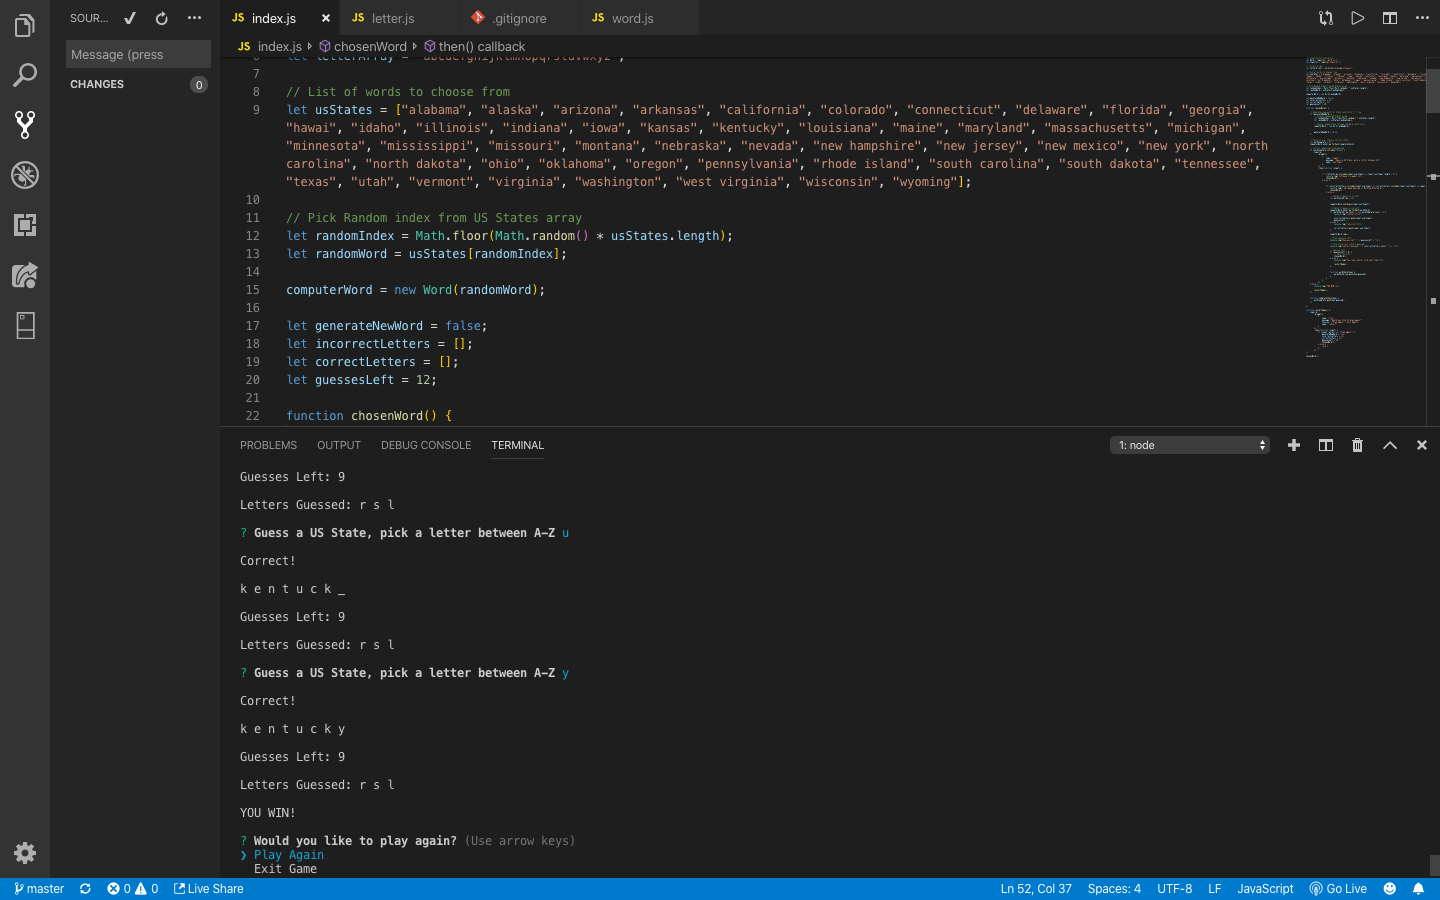 SOUR...
JS index.js
JS letter.js
.gitignore
JS word.js
Message (press
CHANGES 0
JS index.js chosenWord then() callback
6 let letterArray = "abcdefghijklmnopqrstuvwxyz";
7
8 // List of words to choose from
9 let usStates = ["alabama", "alaska", "arizona", "arkansas", "california", "colorado", "connecticut", "delaware", "florida", "georgia",
"hawai", "idaho", "illinois", "indiana", "iowa", "kansas", "kentucky", "louisiana", "maine", "maryland", "massachusetts", "michigan",
"minnesota", "mississippi", "missouri", "montana", "nebraska", "nevada", "new hampshire", "new jersey", "new mexico", "new york", "north
carolina", "north dakota", "ohio", "oklahoma", "oregon", "pennsylvania", "rhode island", "south carolina", "south dakota", "tennessee",
"texas", "utah", "vermont", "virginia", "washington", "west virginia", "wisconsin", "wyoming"];
10
11 // Pick Random index from US States array
12 let randomIndex = Math.floor(Math.random() * usStates.length);
13 let randomWord = usStates[randomIndex];
14
15 computerWord = new Word(randomWord);
16
17 let generateNewWord = false;
18 let incorrectLetters = [];
19 let correctLetters = [];
20 let guessesLeft = 12;
21
22 function chosenWord() {
PROBLEMS OUTPUT DEBUG CONSOLE TERMINAL
1: node
Guesses Left: 9
Letters Guessed: r s l
? Guess a US State, pick a letter between A-Z u
Correct!
k e n t u c k _
Guesses Left: 9
Letters Guessed: r s l
? Guess a US State, pick a letter between A-Z y
Correct!
k e n t u c k y
Guesses Left: 9
Letters Guessed: r s l
YOU WIN!
? Would you like to play again? (Use arrow keys)
❯ Play Again
Exit Game
master 0 0 Live Share
Ln 52, Col 37 Spaces: 4 UTF-8 LF JavaScript Go Live